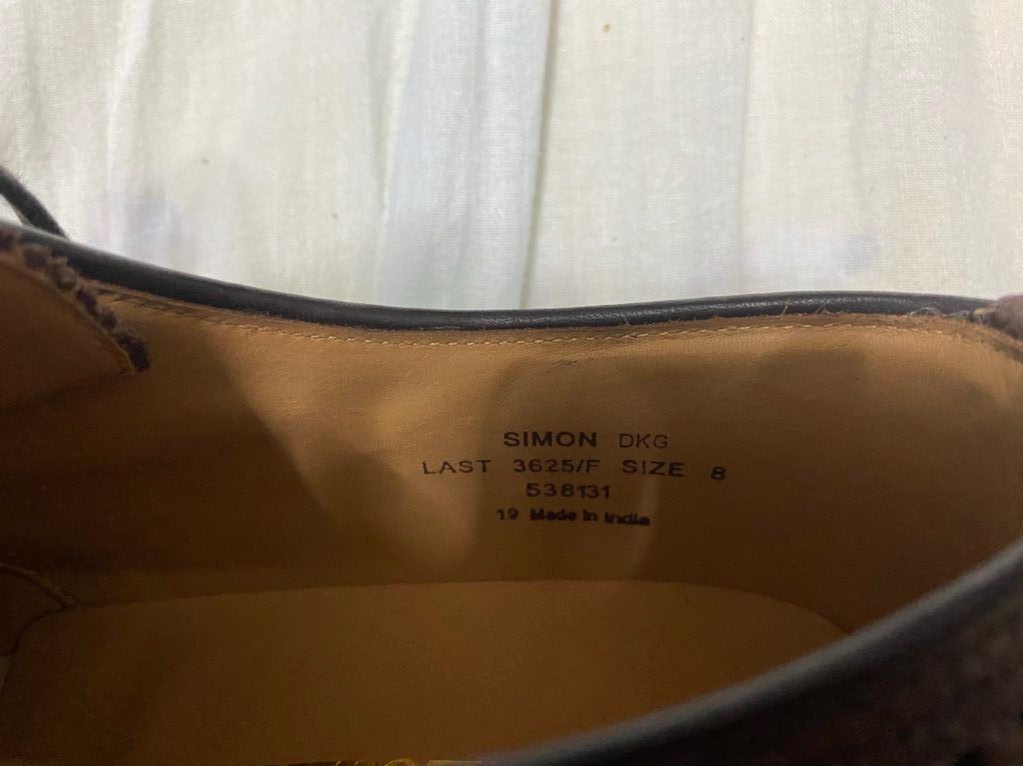 SIMON DKG
LAST 3625/F SIZE 8
538131
19 Made in India